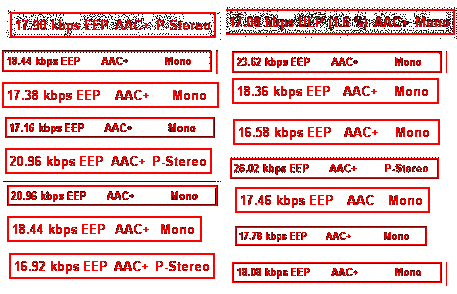 17.90 kbps EEP AAC+ P-Stereo
18.44 kbps EEP AAC+ Mono
17.38 kbps EEP AAC+ Mono
17.16 kbps EEP AAC+ Mono
20.96 kbps EEP AAC+ P-Stereo
20.96 kbps EEP AAC+ Mono
18.44 kbps EEP AAC+ Mono
16.92 kbps EEP AAC+ P-Stereo
kbps AAC+ Mono
23.62 kbps EEP AAC+ Mono
18.36 kbps EEP AAC+ Mono
16.58 kbps EEP AAC+ Mono
26.02 kbps EEP AAC+ P-Stereo
17.46 kbps EEP AAC Mono
17.78 kbps EEP AAC+ Mono
18.08 kbps EEP AAC+ Mono